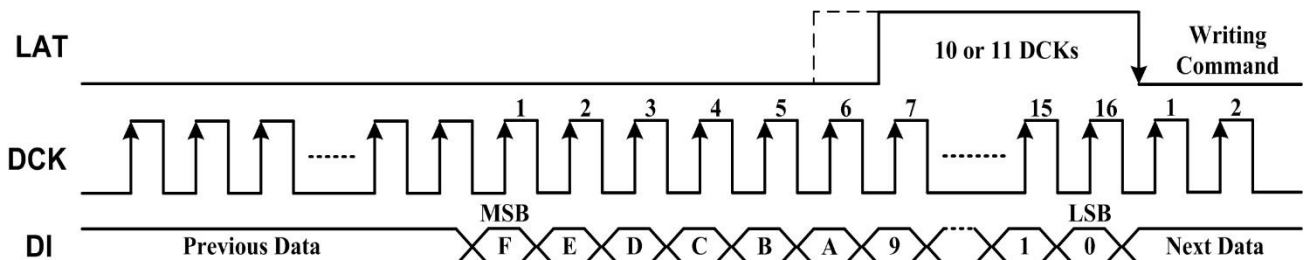 LAT 10 or 11 DCKs Writing
Command
1 2 3 4 5 6 7 15 16 1 2
DCK
MSB LSB
DI Previous Data F E D C B A 9 1 0 Next Data